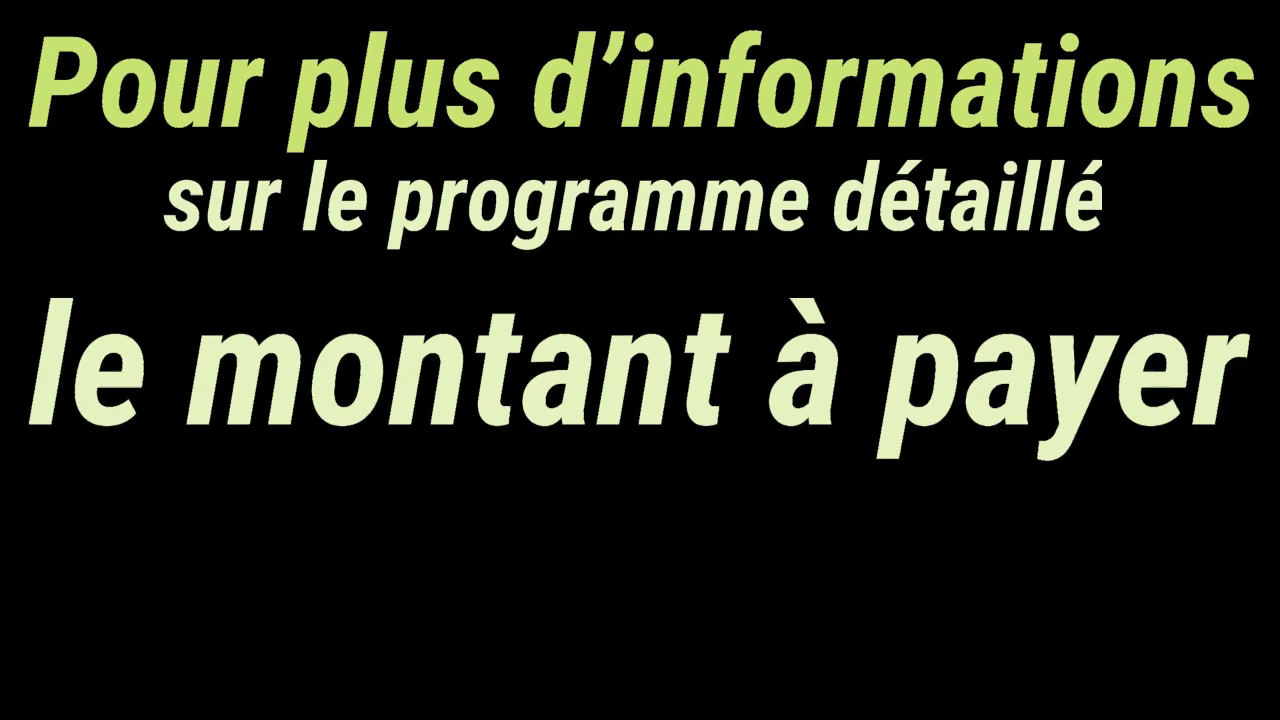 Pour plus d’informations
sur le programme détaillé
le montant à payer